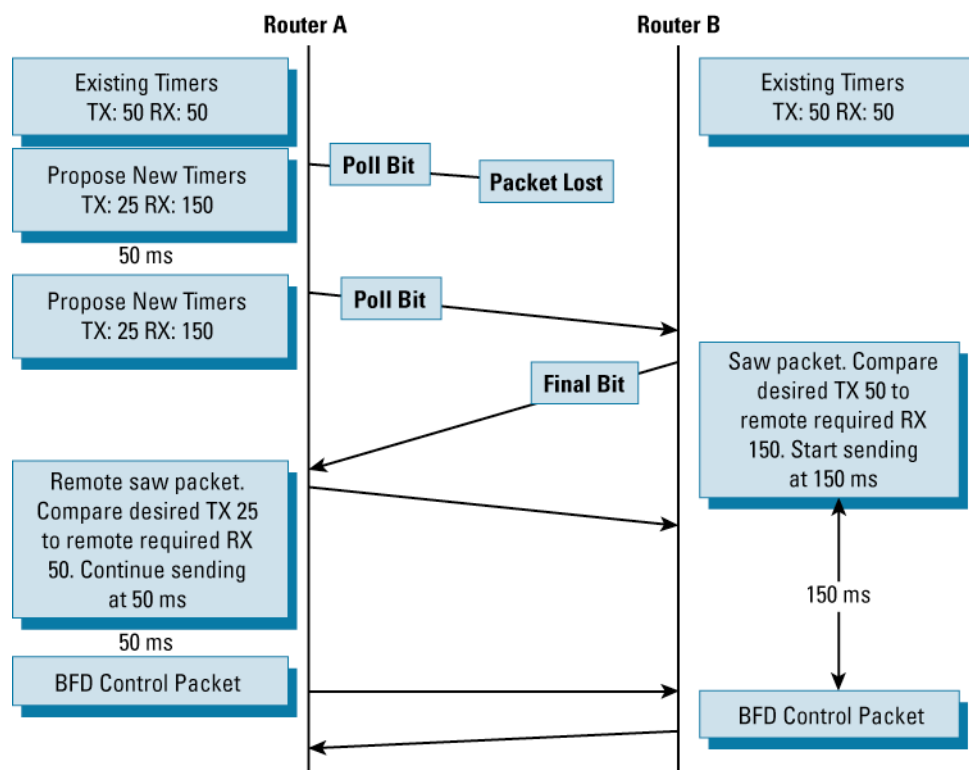 Router A
Router B
Existing Timers
TX: 50 RX: 50
Existing Timers
TX: 50 RX: 50
Propose New Timers
TX: 25 RX: 150
Poll Bit
Packet Lost
50 ms
Propose New Timers
TX: 25 RX: 150
Poll Bit
Final Bit
Saw packet. Compare
desired TX 50 to
remote required RX
150. Start sending
at 150 ms
Remote saw packet.
Compare desired TX 25
to remote required RX
50. Continue sending
at 50 ms
150 ms
50 ms
BFD Control Packet
BFD Control Packet